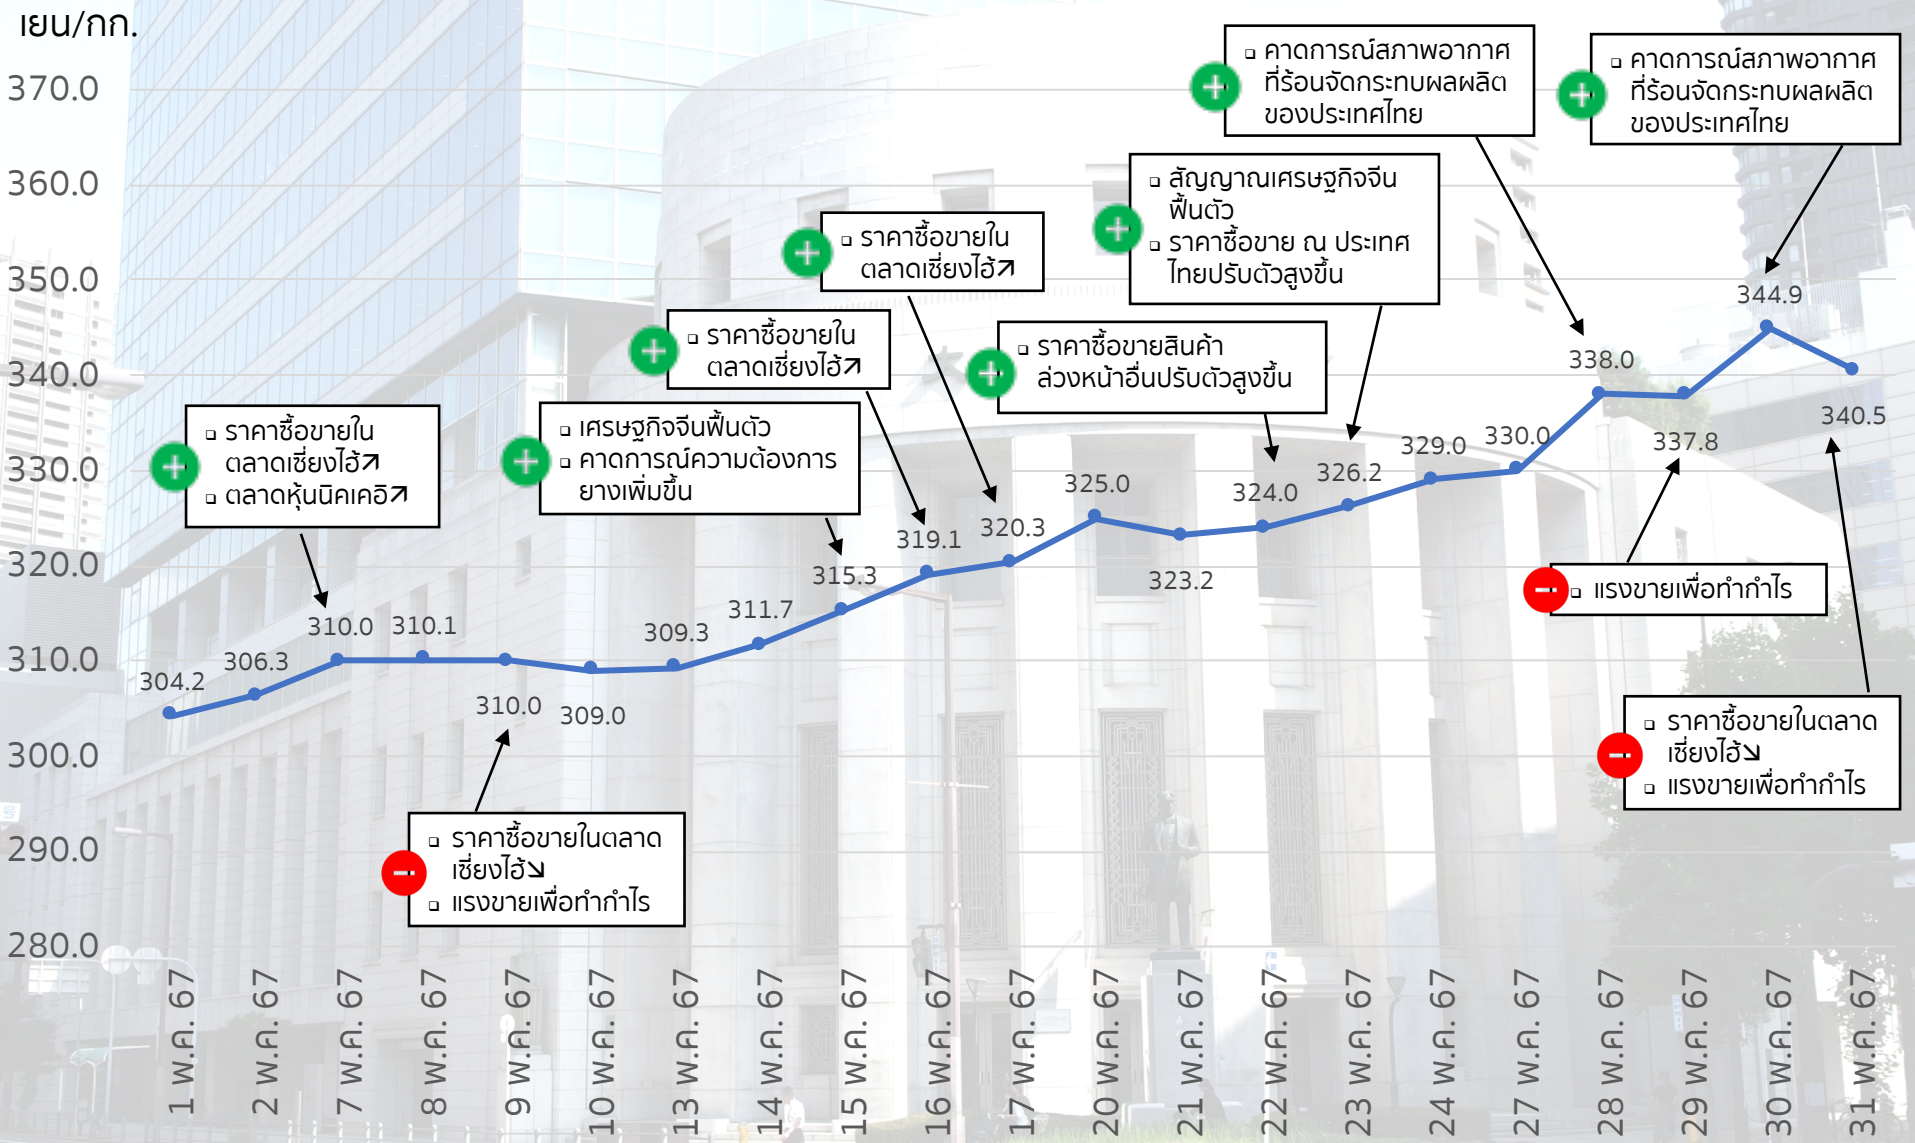 เยน/กก.
370.0
360.0
350.0
340.0
330.0
320.0
310.0
300.0
290.0
280.0
▫ ราคาซื้อขายใน
ตลาดเซี่ยงไฮ้↗
▫ ตลาดหุ้นนิคเคอิ↗
▫ เศรษฐกิจจีนฟื้นตัว
▫ คาดการณ์ความต้องการ
ยางเพิ่มขึ้น
▫ ราคาซื้อขายใน
ตลาดเซี่ยงไฮ้↗
▫ ราคาซื้อขายใน
ตลาดเซี่ยงไฮ้↗
▫ ราคาซื้อขายสินค้า
ล่วงหน้าอื่นปรับตัวสูงขึ้น
▫ สัญญาณเศรษฐกิจจีน
ฟื้นตัว
▫ ราคาซื้อขาย ณ ประเทศ
ไทยปรับตัวสูงขึ้น
▫ คาดการณ์สภาพอากาศ
ที่ร้อนจัดกระทบผลผลิต
ของประเทศไทย
▫ คาดการณ์สภาพอากาศ
ที่ร้อนจัดกระทบผลผลิต
ของประเทศไทย
304.2
306.3
310.0
310.1
310.0
309.0
309.3
311.7
315.3
319.1
320.3
325.0
323.2
324.0
326.2
329.0
330.0
338.0
337.8
344.9
340.5
▫ ราคาซื้อขายในตลาด
เซี่ยงไฮ้↘
▫ แรงขายเพื่อทำกำไร
▫ แรงขายเพื่อทำกำไร
▫ ราคาซื้อขายในตลาด
เซี่ยงไฮ้↘
▫ แรงขายเพื่อทำกำไร
1 พ.ค. 67
2 พ.ค. 67
7 พ.ค. 67
8 พ.ค. 67
9 พ.ค. 67
10 พ.ค. 67
13 พ.ค. 67
14 พ.ค. 67
15 พ.ค. 67
16 พ.ค. 67
17 พ.ค. 67
20 พ.ค. 67
21 พ.ค. 67
22 พ.ค. 67
23 พ.ค. 67
24 พ.ค. 67
27 พ.ค. 67
28 พ.ค. 67
29 พ.ค. 67
30 พ.ค. 67
31 พ.ค. 67